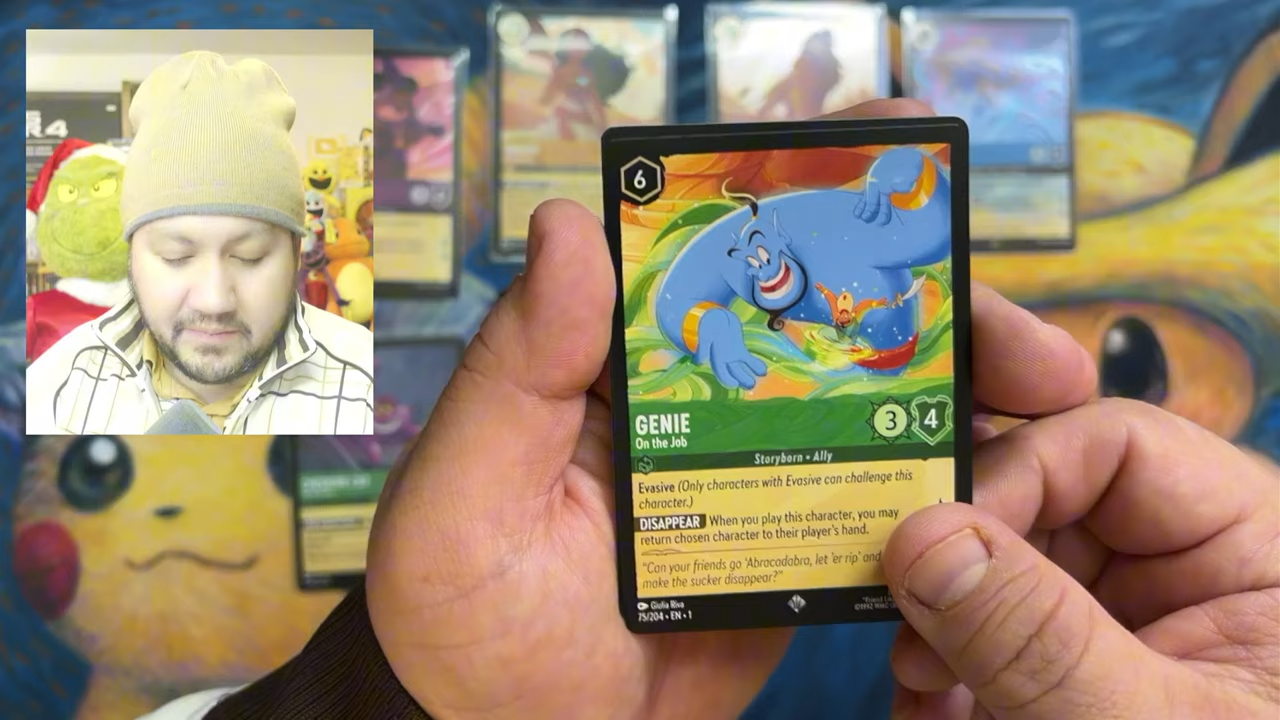 R4
6
GENIE
On the Job
3
4
Storyborn • Ally
Evasive (Only characters with Evasive can challenge this
character.)
DISAPPEAR When you play this character, you may
return chosen character to their player's hand.
"Can your friends go 'Abracadabra, let 'er rip' and
make the sucker disappear?"
Giulia Riva
75/204 • EN • 1